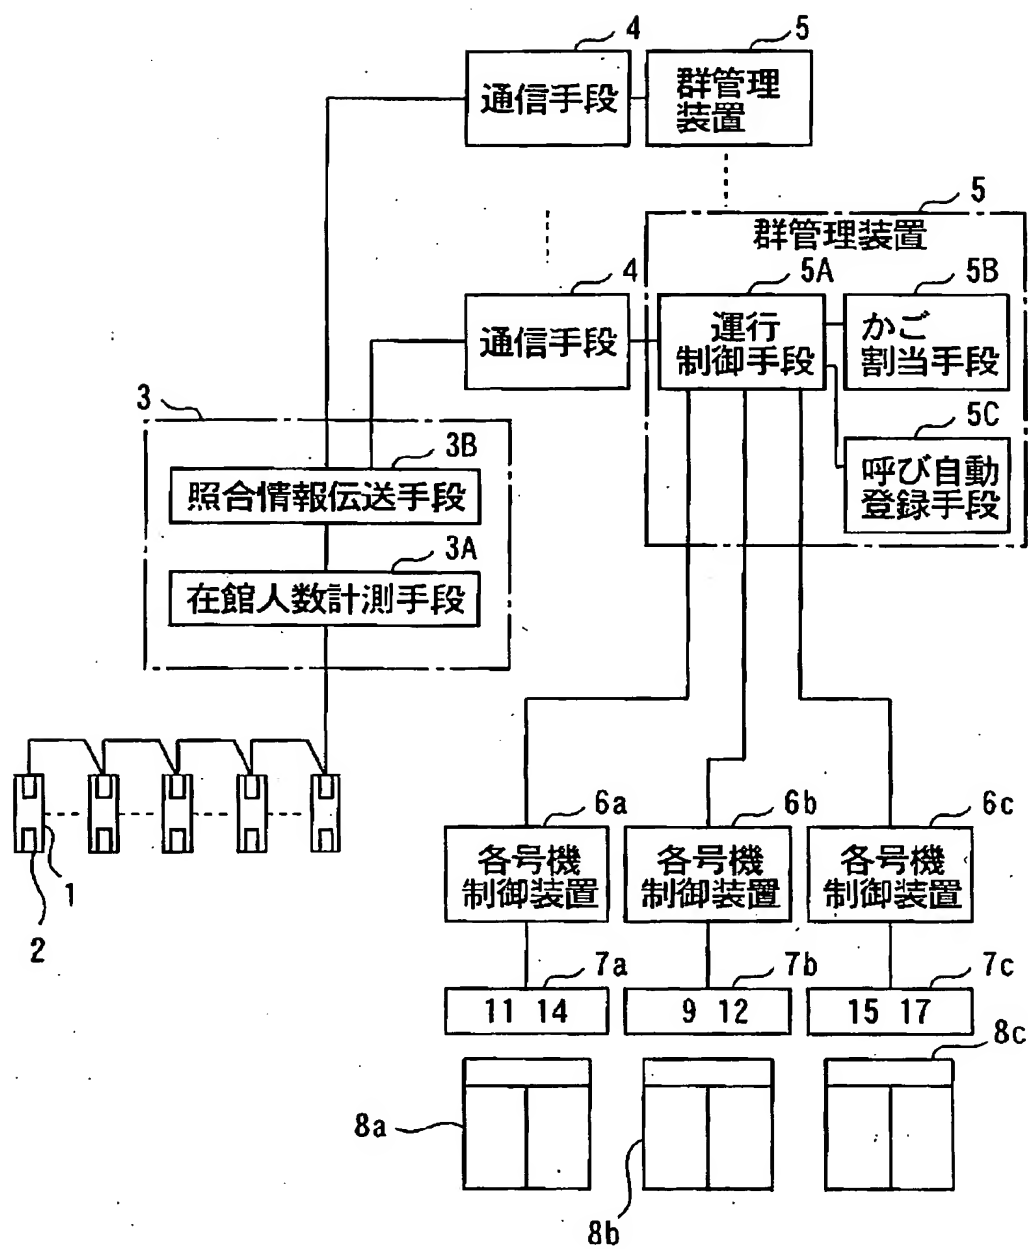 4
5
通信手段
群管理
装置
5
群管理装置
4
5A
5B
通信手段
運行
制御手段
かご
割当手段
3
5C
3B
呼び自動
登録手段
照合情報伝送手段
3A
在館人数計測手段
6a
6b
6c
各号機
制御装置
各号機
制御装置
各号機
制御装置
1
2
7a
7b
7c
11 14
9 12
15 17
8c
8a
8b